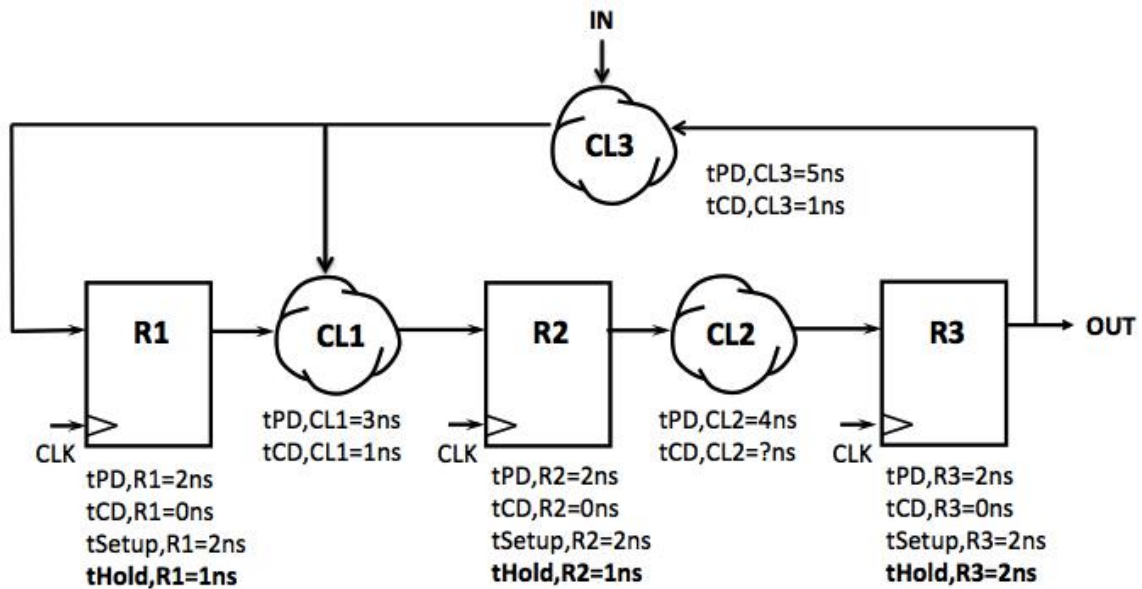 IN
CL3
tPD,CL3=5ns
tCD,CL3=1ns
R1
CL1
R2
CL2
R3
OUT
CLK
tPD,R1=2ns
tCD,R1=0ns
tSetup,R1=2ns
tHold,R1=1ns
tPD,CL1=3ns
tCD,CL1=1ns
CLK
tPD,R2=2ns
tCD,R2=0ns
tSetup,R2=2ns
tHold,R2=1ns
tPD,CL2=4ns
tCD,CL2=?ns
CLK
tPD,R3=2ns
tCD,R3=0ns
tSetup,R3=2ns
tHold,R3=2ns